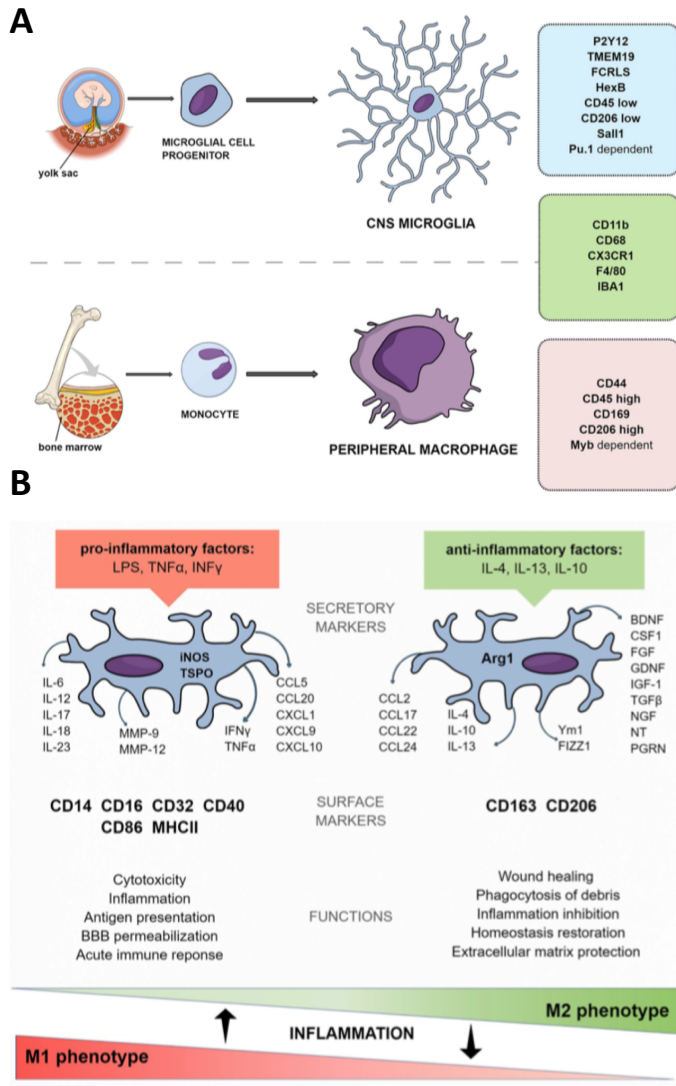 A
yolk sac
MICROGLIAL CELL
PROGENITOR
CNS MICROGLIA
P2Y12
TMEM19
FCRLS
HexB
CD45 low
CD206 low
Sall1
Pu.1 dependent
CD11b
CD68
CX3CR1
F4/80
IBA1
bone marrow
MONOCYTE
PERIPHERAL MACROPHAGE
CD44
CD45 high
CD169
CD206 high
Myb dependent
B
pro-inflammatory factors:
LPS, TNFα, INFγ
anti-inflammatory factors:
IL-4, IL-13, IL-10
SECRETORY
MARKERS
iNOS
TSPO
IL-6
IL-12
IL-17
IL-18
IL-23
MMP-9
MMP-12
IFNγ
TNFα
CCL5
CCL20
CXCL1
CXCL9
CXCL10
Arg1
CCL2
CCL17
CCL22
CCL24
IL-4
IL-10
IL-13
Ym1
FIZZ1
BDNF
CSF1
FGF
GDNF
IGF-1
TGFβ
NGF
NT
PGRN
CD14 CD16 CD32 CD40
CD86 MHCII
SURFACE
MARKERS
CD163 CD206
Cytotoxicity
Inflammation
Antigen presentation
BBB permeabilization
Acute immune reponse
FUNCTIONS
Wound healing
Phagocytosis of debris
Inflammation inhibition
Homeostasis restoration
Extracellular matrix protection
M2 phenotype
INFLAMMATION
M1 phenotype